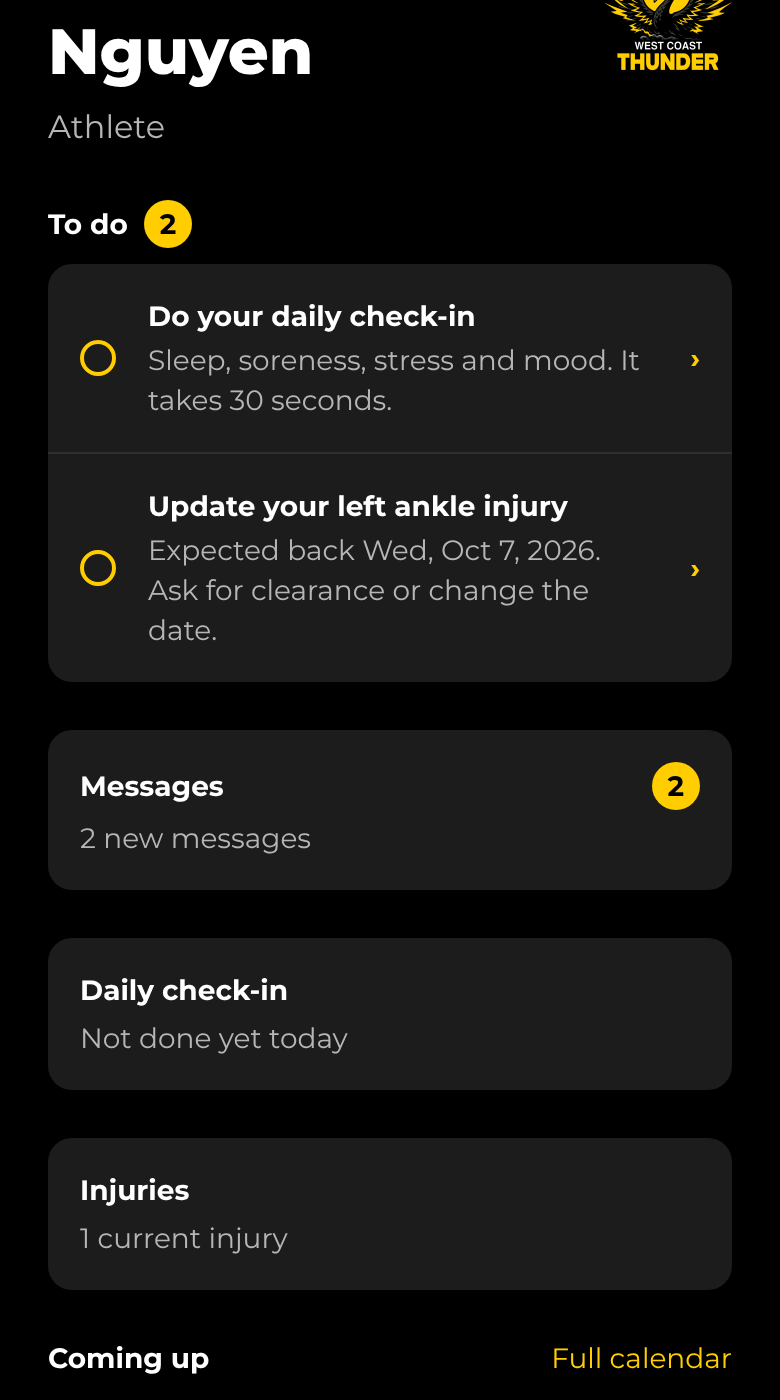 Nguyen
WEST COAST
THUNDER
Athlete
To do 2
Do your daily check-in
Sleep, soreness, stress and mood. It
takes 30 seconds.
Update your left ankle injury
Expected back Wed, Oct 7, 2026.
Ask for clearance or change the
date.
Messages 2
2 new messages
Daily check-in
Not done yet today
Injuries
1 current injury
Coming up Full calendar